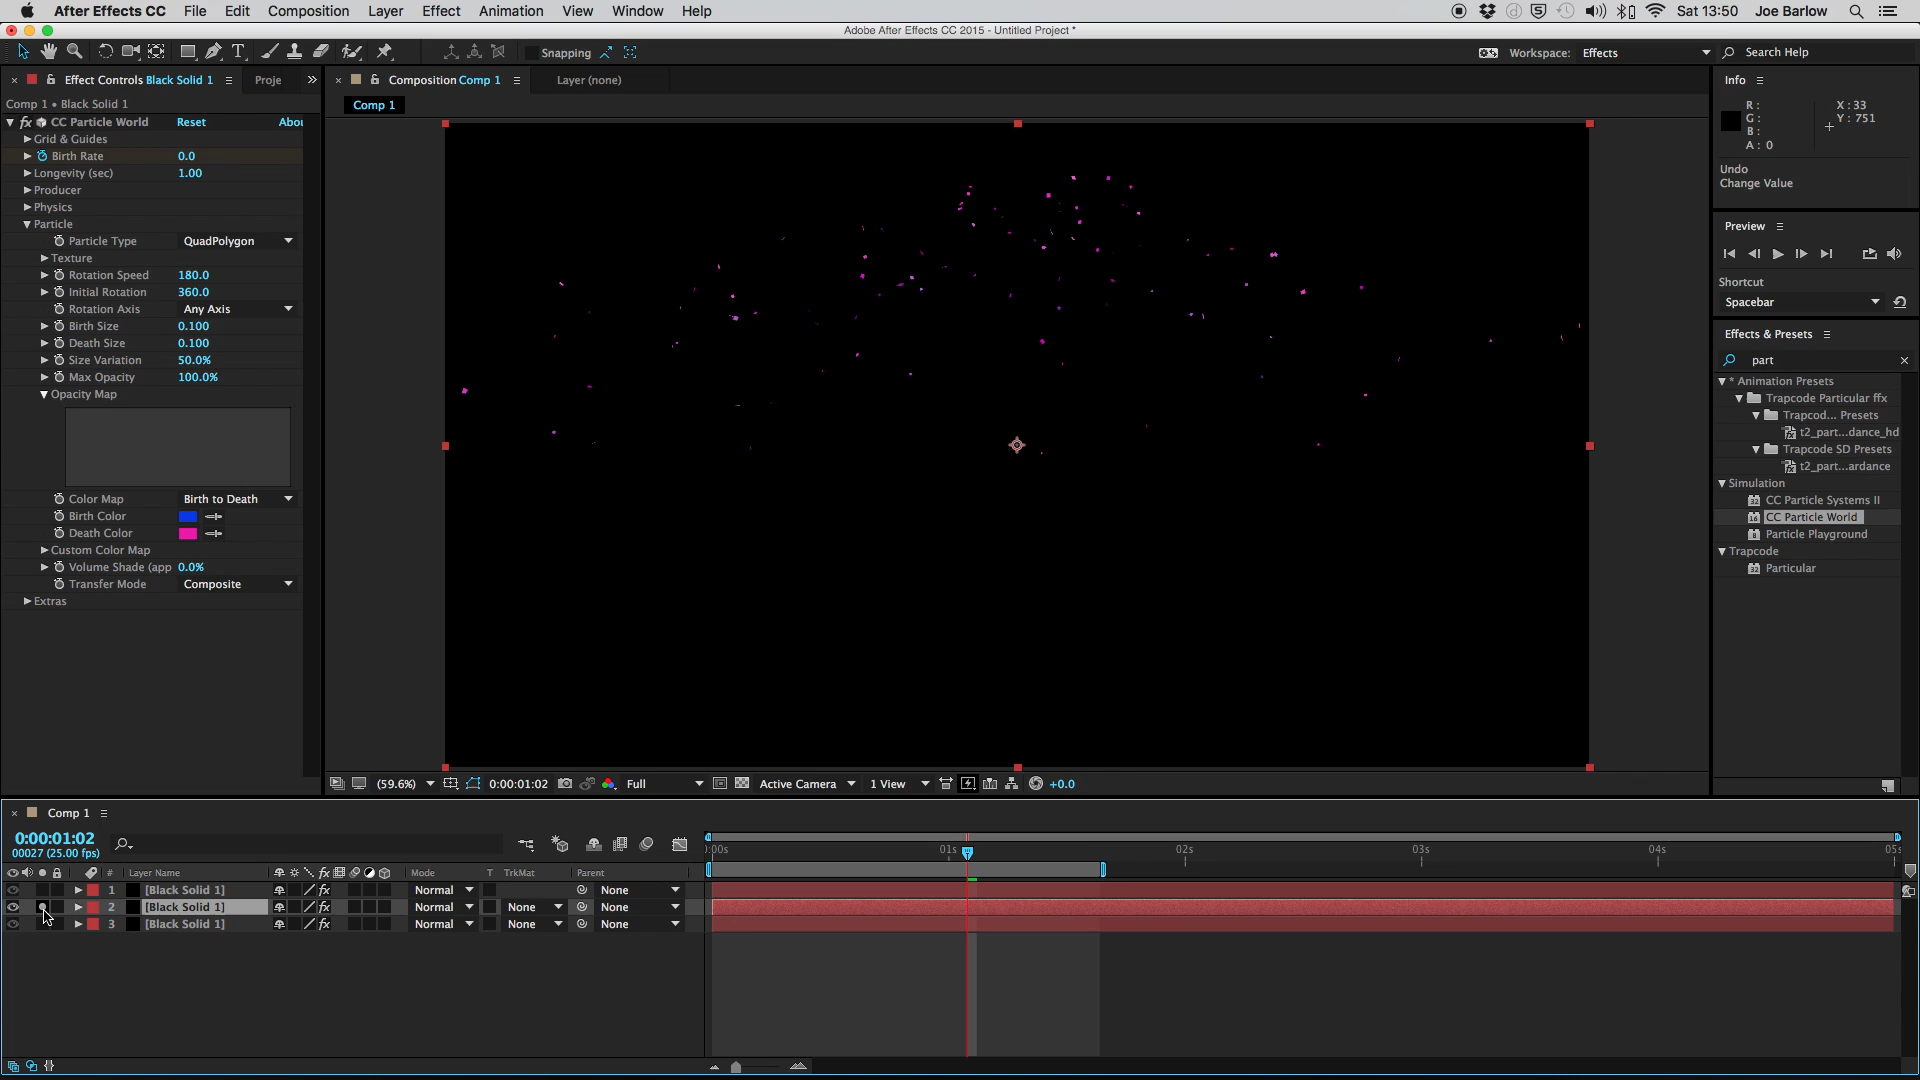 After Effects CC File Edit Composition Layer Effect Animation View Window Help Sat 13:50 Joe Barlow
Adobe After Effects CC 2015 - Untitled Project *
T Snapping Workspace: Effects Search Help
Effect Controls Black Solid 1 Proje Composition Comp 1 Layer (none) Info
Comp 1 • Black Solid 1 Comp 1
fx CC Particle World Reset Abou
Grid & Guides
Birth Rate 0.0
Longevity (sec) 1.00
Producer
Physics
Particle
Particle Type QuadPolygon
Texture
Rotation Speed 180.0
Initial Rotation 360.0
Rotation Axis Any Axis
Birth Size 0.100
Death Size 0.100
Size Variation 50.0%
Max Opacity 100.0%
Opacity Map
Color Map Birth to Death
Birth Color
Death Color
Custom Color Map
Volume Shade (app 0.0%
Transfer Mode Composite
Extras
R : X : 33
G : Y : 751
B :
A : 0
Undo
Change Value
Preview
Shortcut
Spacebar
Effects & Presets
part
* Animation Presets
Trapcode Particular ffx
Trapcod... Presets
t2_part...dance_hd
Trapcode SD Presets
t2_part...ardance
Simulation
32 CC Particle Systems II
16 CC Particle World
8 Particle Playground
Trapcode
32 Particular
(59.6%) 0:00:01:02 Full Active Camera 1 View +0.0
Comp 1
0:00:01:02
00027 (25.00 fps)
:00s 01s 02s 03s 04s 05s
# Layer Name fx Mode T TrkMat Parent
1 [Black Solid 1] fx Normal None
2 [Black Solid 1] fx Normal None None
3 [Black Solid 1] fx Normal None None